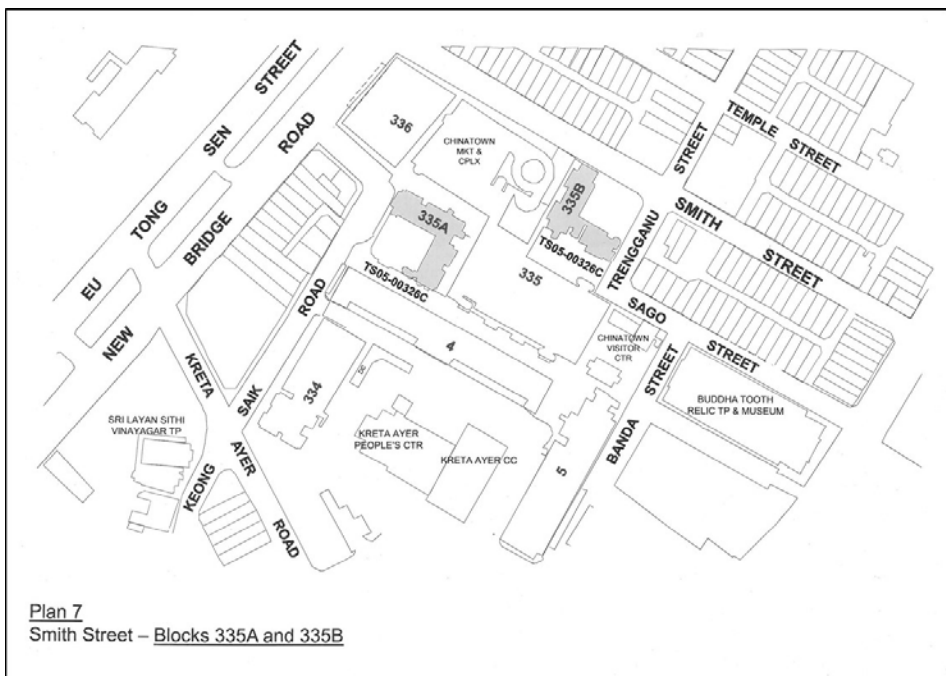 STREET
SEN
TONG
EU
ROAD
BRIDGE
NEW
336
CHINATOWN
MKT &
CPLX
TEMPLE
STREET
STREET
TRENGGANU
SMITH
STREET
335B
TS05-00326C
335A
TS05-00326C
335
ROAD
SAIK
KEONG
SAGO
STREET
CHINATOWN
VISITOR
CTR
STREET
BANDA
BUDDHA TOOTH
RELIC TP & MUSEUM
4
334
KRETA
AYER
ROAD
SRI LAYAN SITHI
VINAYAGAR TP
KRETA AYER
PEOPLE'S CTR
KRETA AYER CC
5
Plan 7
Smith Street – Blocks 335A and 335B